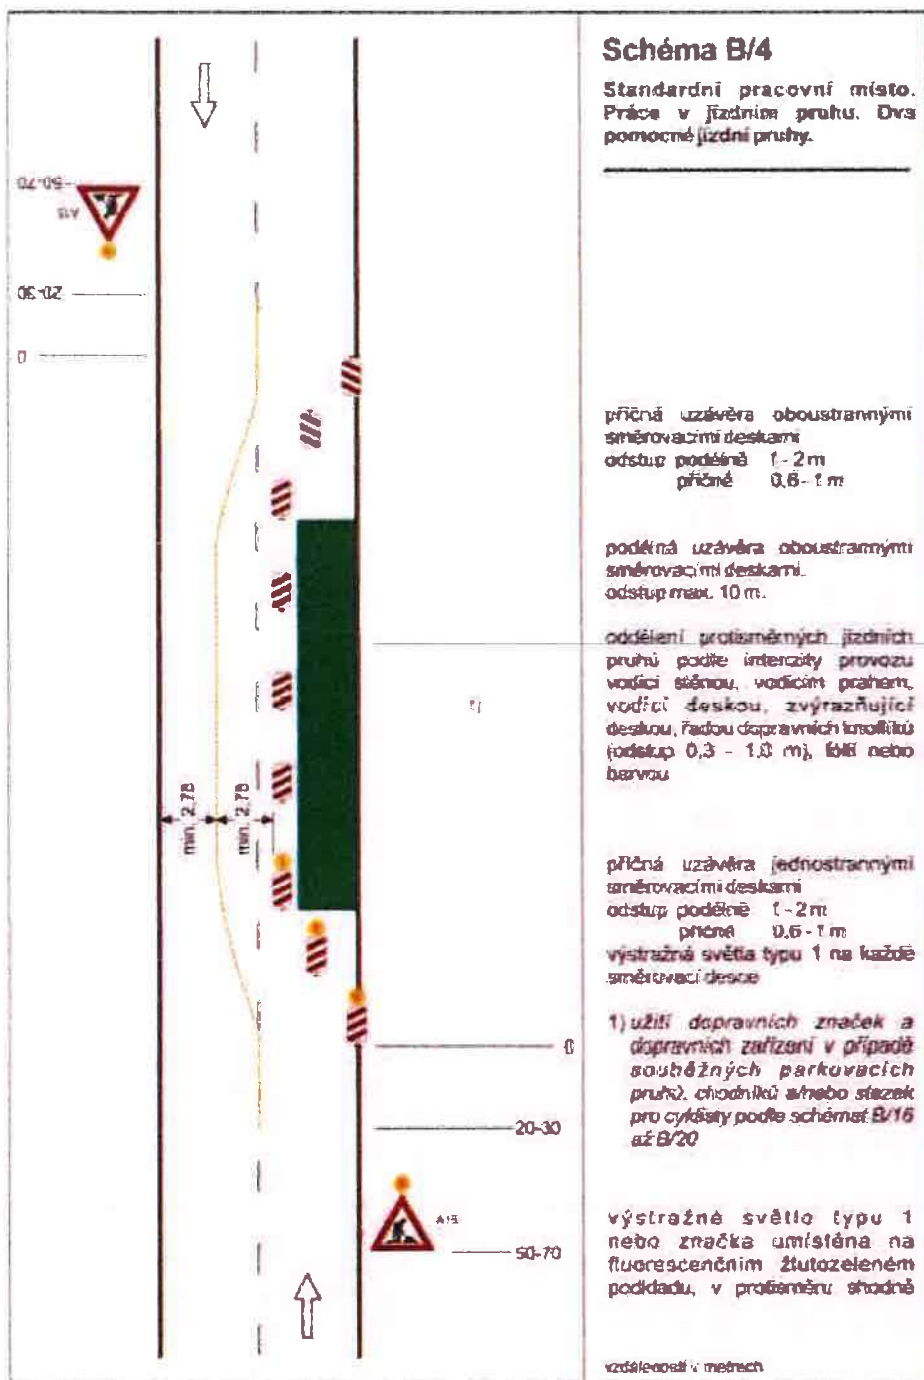 Schéma B/4
Standardní pracovní místo.
Práce v jízdním pruhu. Dva
pomocné jízdní pruhy.
50-70
A15
20-30
0
příčná uzávěra oboustrannými
směrovacími deskami
odstup podélně 1-2 m
příčně 0,6-1 m
podélná uzávěra oboustrannými
směrovacími deskami.
odstup max. 10 m.
oddělení protisměrných jízdních
pruhů podle intenzity provozu
vodicí stěnou, vodicím prahem,
vodicí deskou, zvýrazňující
deskou, řadou dopravních knoflíků
(odstup 0,3 - 1,0 m), fólií nebo
barvou
1)
min. 2,75
min. 2,75
příčná uzávěra jednostrannými
směrovacími deskami
odstup podélně 1-2 m
příčně 0,6-1 m
výstražná světla typu 1 na každé
směrovací desce
0
1) užití dopravních značek a
dopravních zařízení v případě
souběžných parkovacích
pruhů, chodníků a/nebo stezek
pro cyklisty podle schémat B/16
až B/20
20-30
A15
50-70
výstražné světlo typu 1
nebo značka umístěna na
fluorescenčním žlutozeleném
podkladu, v protisměru shodně
vzdálenosti v metrech